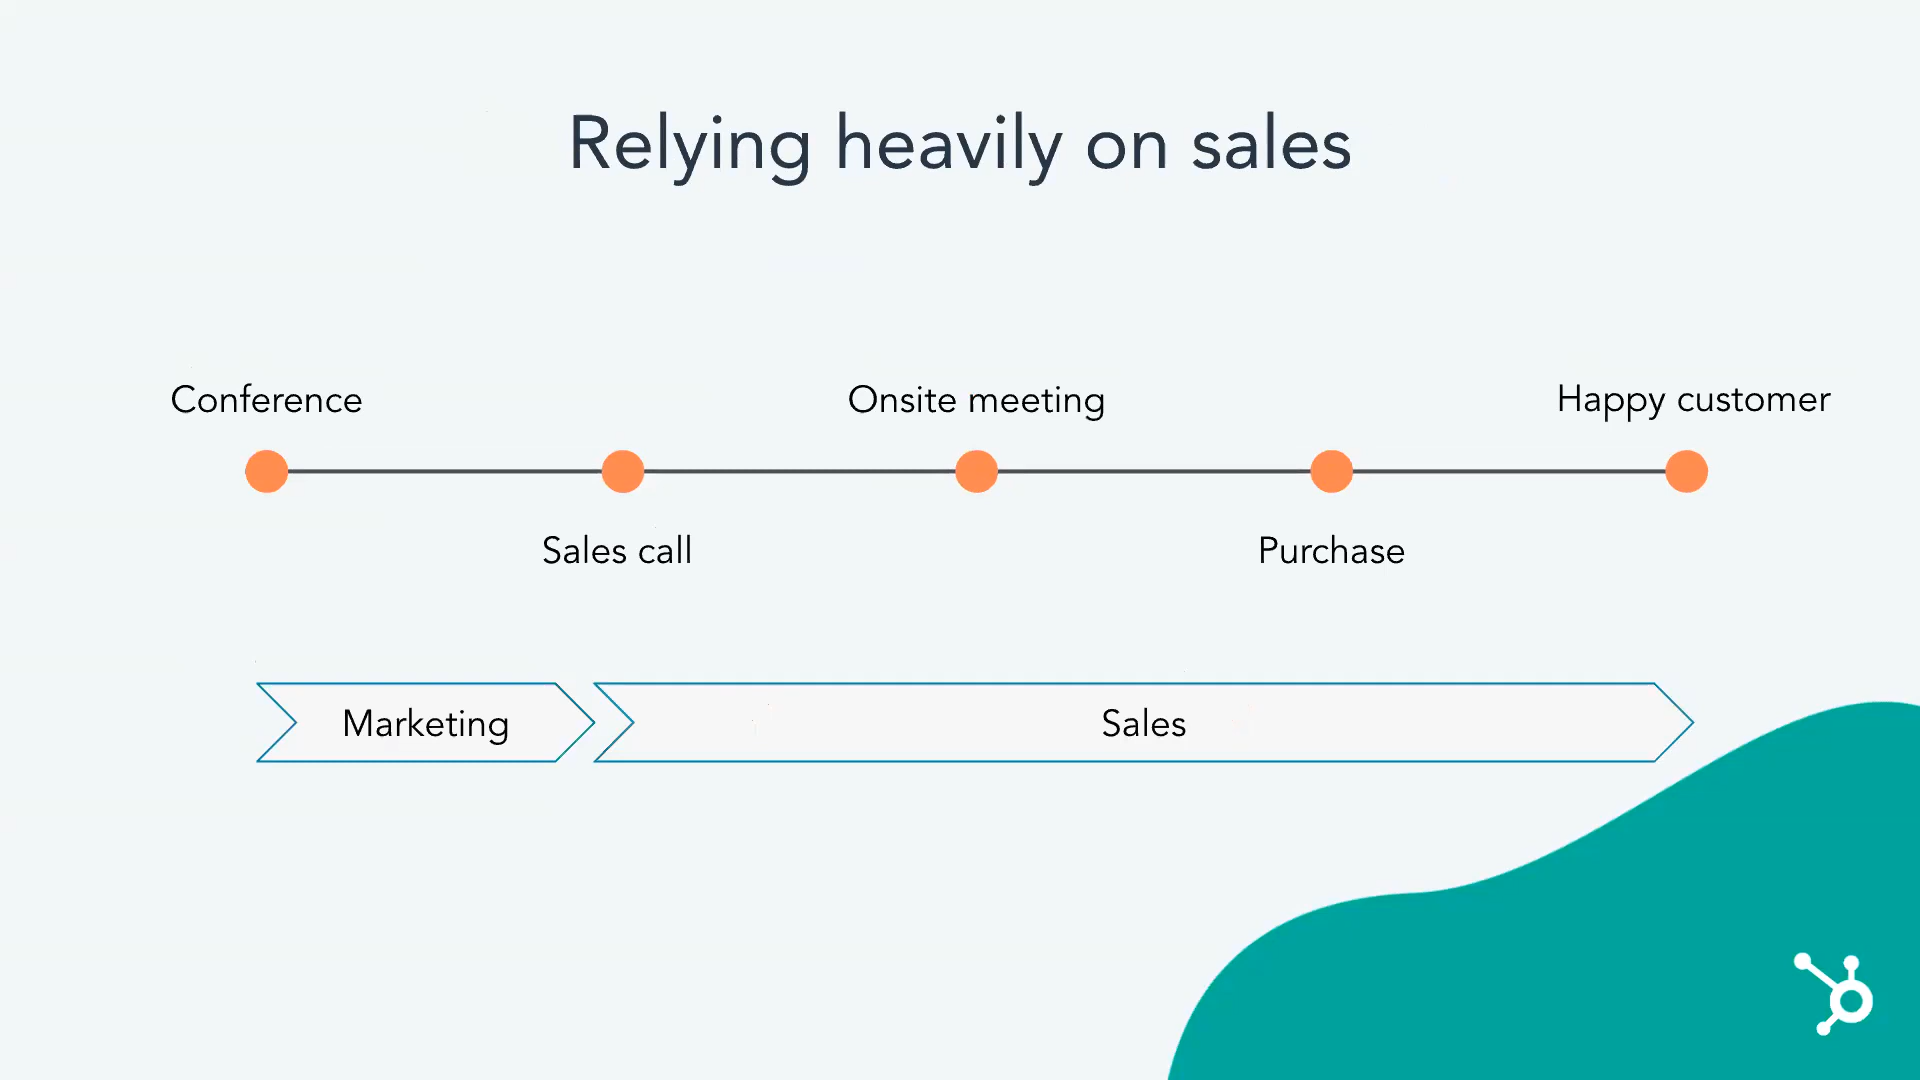 Relying heavily on sales
Conference
Sales call
Onsite meeting
Purchase
Happy customer
Marketing
Sales